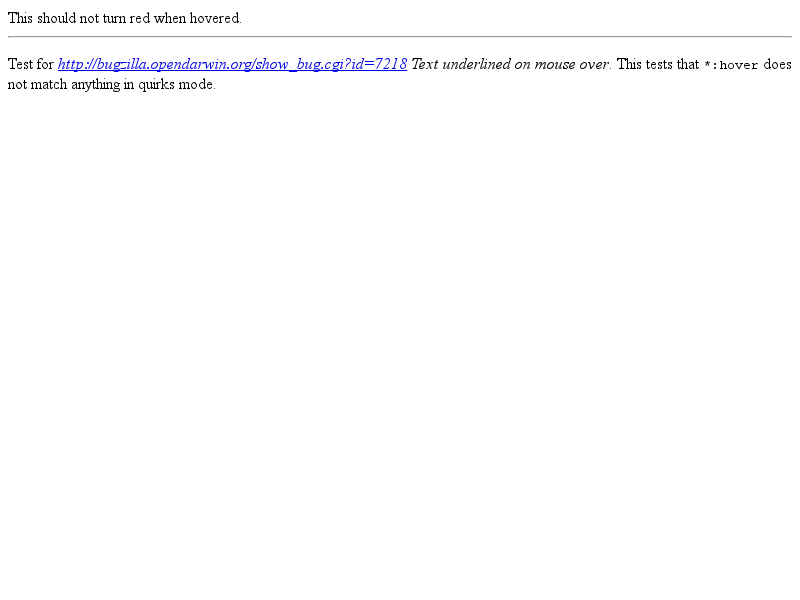 This should not turn red when hovered.
Test for http://bugzilla.opendarwin.org/show_bug.cgi?id=7218 Text underlined on mouse over. This tests that *:hover does
not match anything in quirks mode.